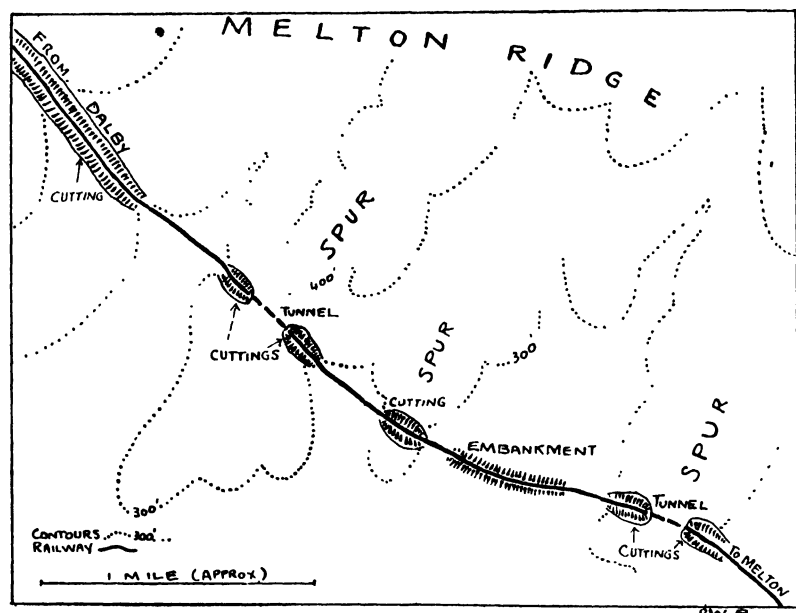 MELTON RIDGE
FROM DALBY
CUTTING
SPUR
400'
TUNNEL
CUTTINGS
SPUR
300'
CUTTING
EMBANKMENT
SPUR
300'
TUNNEL
CUTTINGS
TO MELTON
CONTOURS 300'
RAILWAY
1 MILE (APPROX)